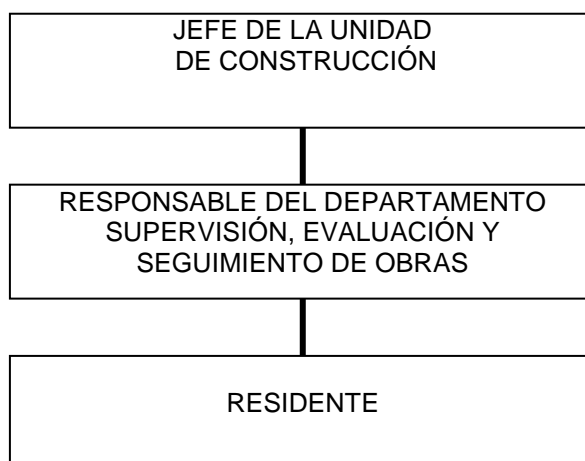 JEFE DE LA UNIDAD
DE CONSTRUCCIÓN
RESPONSABLE DEL DEPARTAMENTO
SUPERVISIÓN, EVALUACIÓN Y
SEGUIMIENTO DE OBRAS
RESIDENTE